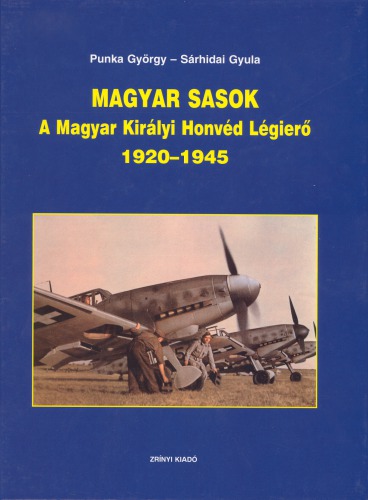 Punka György – Sárhidai Gyula
MAGYAR SASOK
A Magyar Királyi Honvéd Légierő
1920–1945
ZRÍNYI KIADÓ